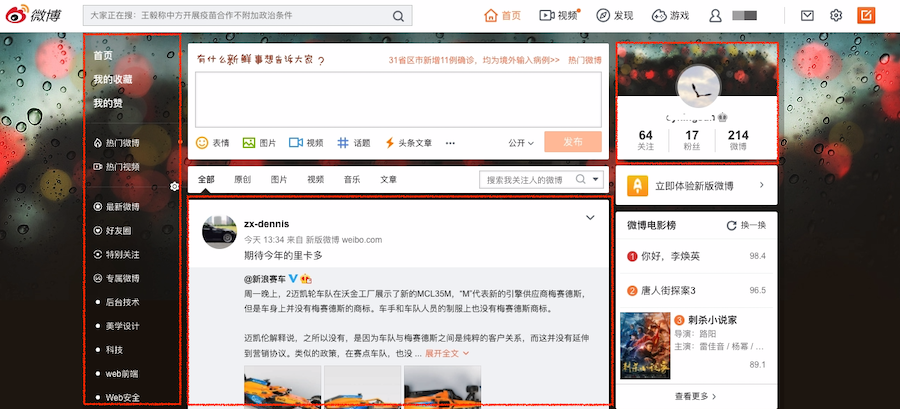 微博
大家正在搜：王毅称中方开展疫苗合作不附加政治条件
首页
视频
发现
游戏
首页
我的收藏
我的赞
热门微博
热门视频
最新微博
好友圈
特别关注
专属微博
后台技术
美学设计
科技
web前端
Web安全
有什么新鲜事想告诉大家?
31省区市新增11例确诊，均为境外输入病例>>
热门微博
表情
图片
视频
话题
头条文章
公开
发布
全部
原创
图片
视频
音乐
文章
搜索我关注人的微博
zx-dennis
今天 13:34 来自 新版微博 weibo.com
期待今年的里卡多
@新浪赛车
周一晚上，2迈凯轮车队在沃金工厂展示了新的MCL35M，“M”代表新的引擎供应商梅赛德斯，
但是车身上并没有梅赛德斯的商标。车手和车队人员的制服上也没有梅赛德斯商标。
迈凯伦解释说，之所以没有，是因为车队与梅赛德斯之间是纯粹的客户关系，而这并没有延伸
到营销协议。类似的政策，在赛点车队，也没 ... 展开全文
64
关注
17
粉丝
214
微博
立即体验新版微博
微博电影榜
换一换
1 你好，李焕英 98.4
2 唐人街探案3 96.5
3 刺杀小说家
导演：路阳
主演：雷佳音 / 杨幂 / ...
89.1
查看更多